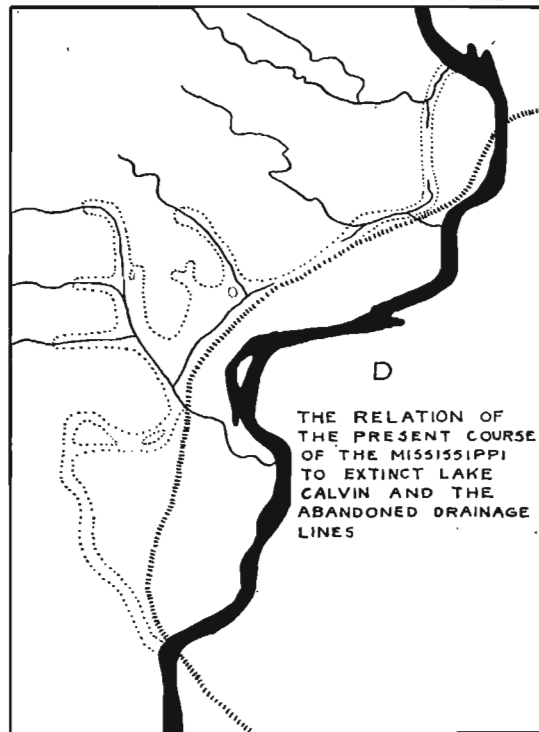 D
THE RELATION OF
THE PRESENT COURSE
OF THE MISSISSIPPI
TO EXTINCT LAKE
CALVIN AND THE
ABANDONED DRAINAGE
LINES